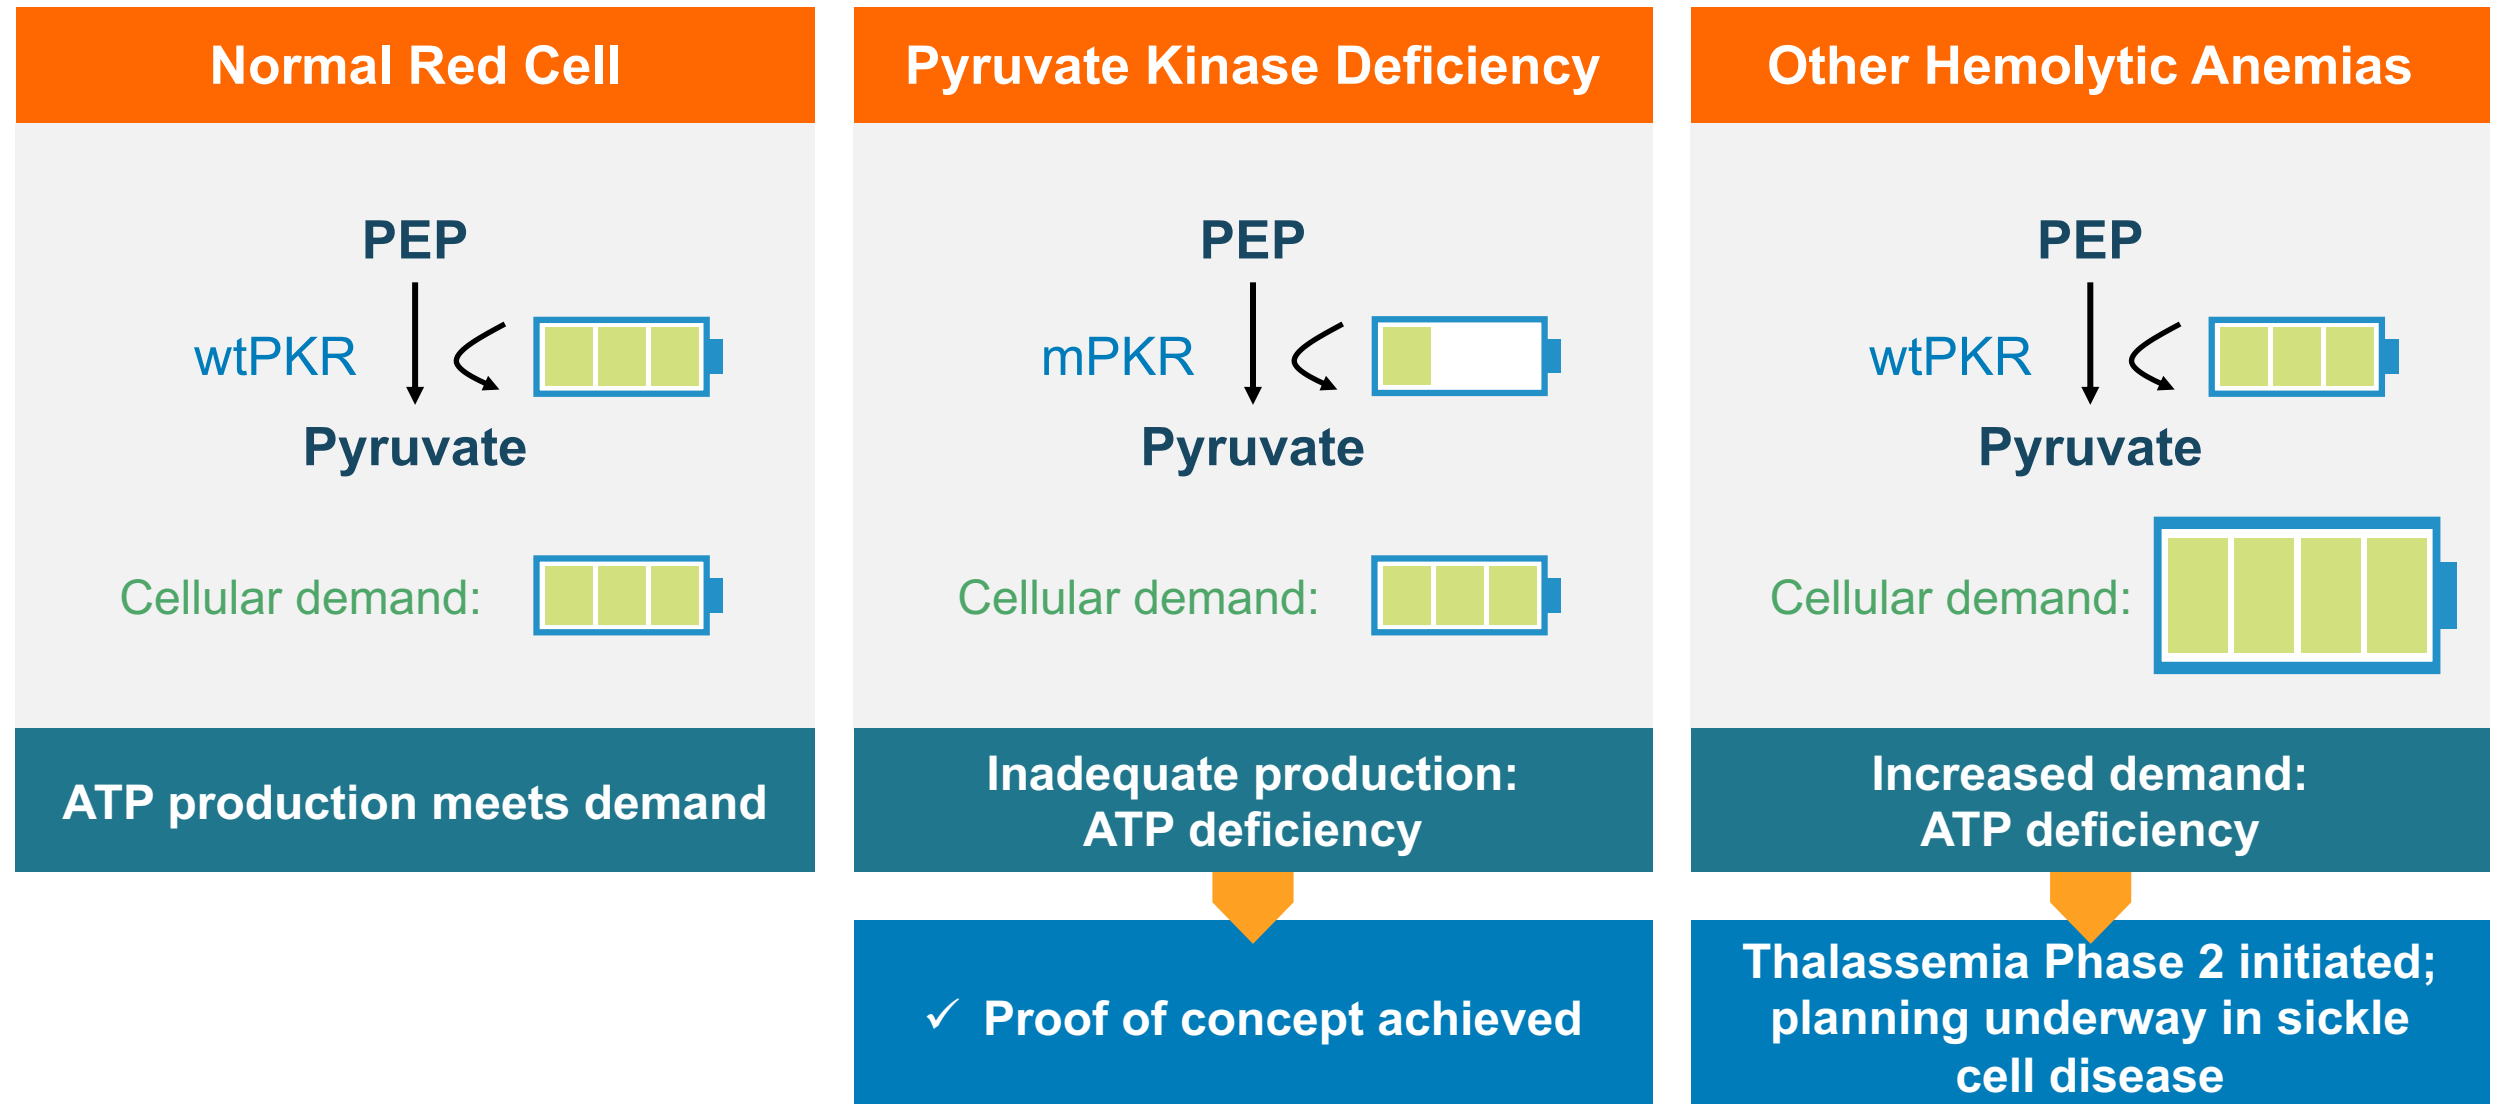 Normal Red Cell
PEP
wtPKR
Pyruvate
Cellular demand:
ATP production meets demand
Pyruvate Kinase Deficiency
PEP
mPKR
Pyruvate
Cellular demand:
Inadequate production:
ATP deficiency
✓ Proof of concept achieved
Other Hemolytic Anemias
PEP
wtPKR
Pyruvate
Cellular demand:
Increased demand:
ATP deficiency
Thalassemia Phase 2 initiated;
planning underway in sickle
cell disease